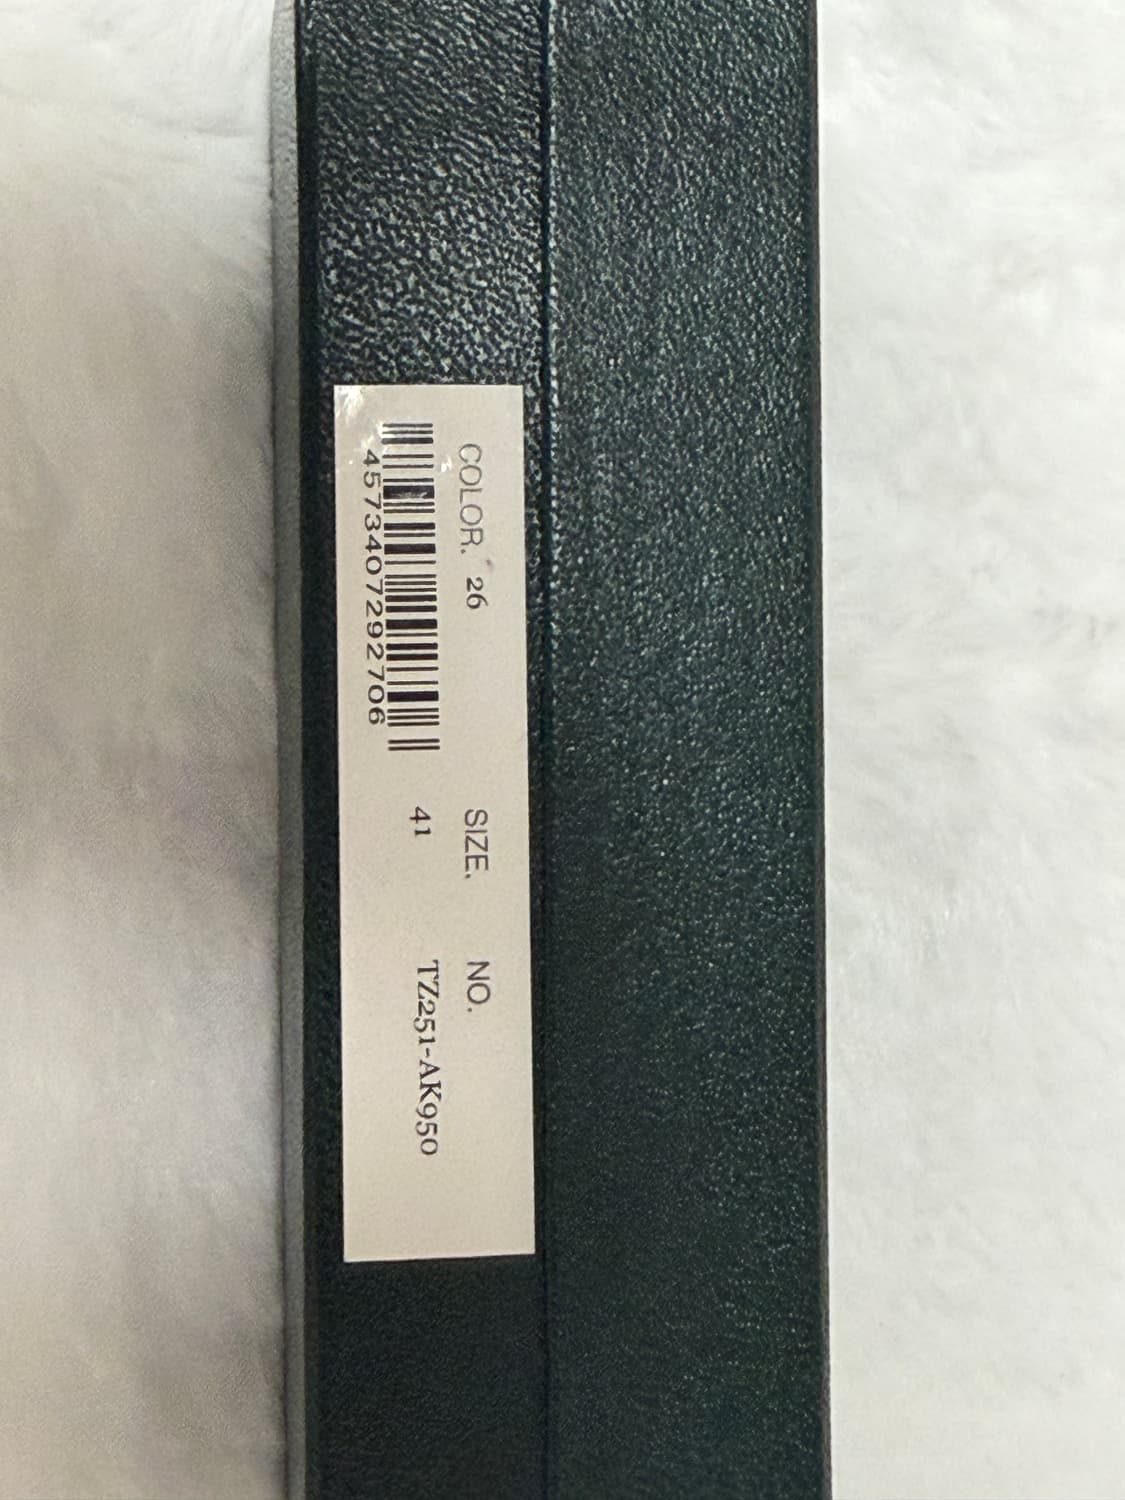 COLOR. 26
4573407292706
SIZE.
41
NO.
TZ251-AK950